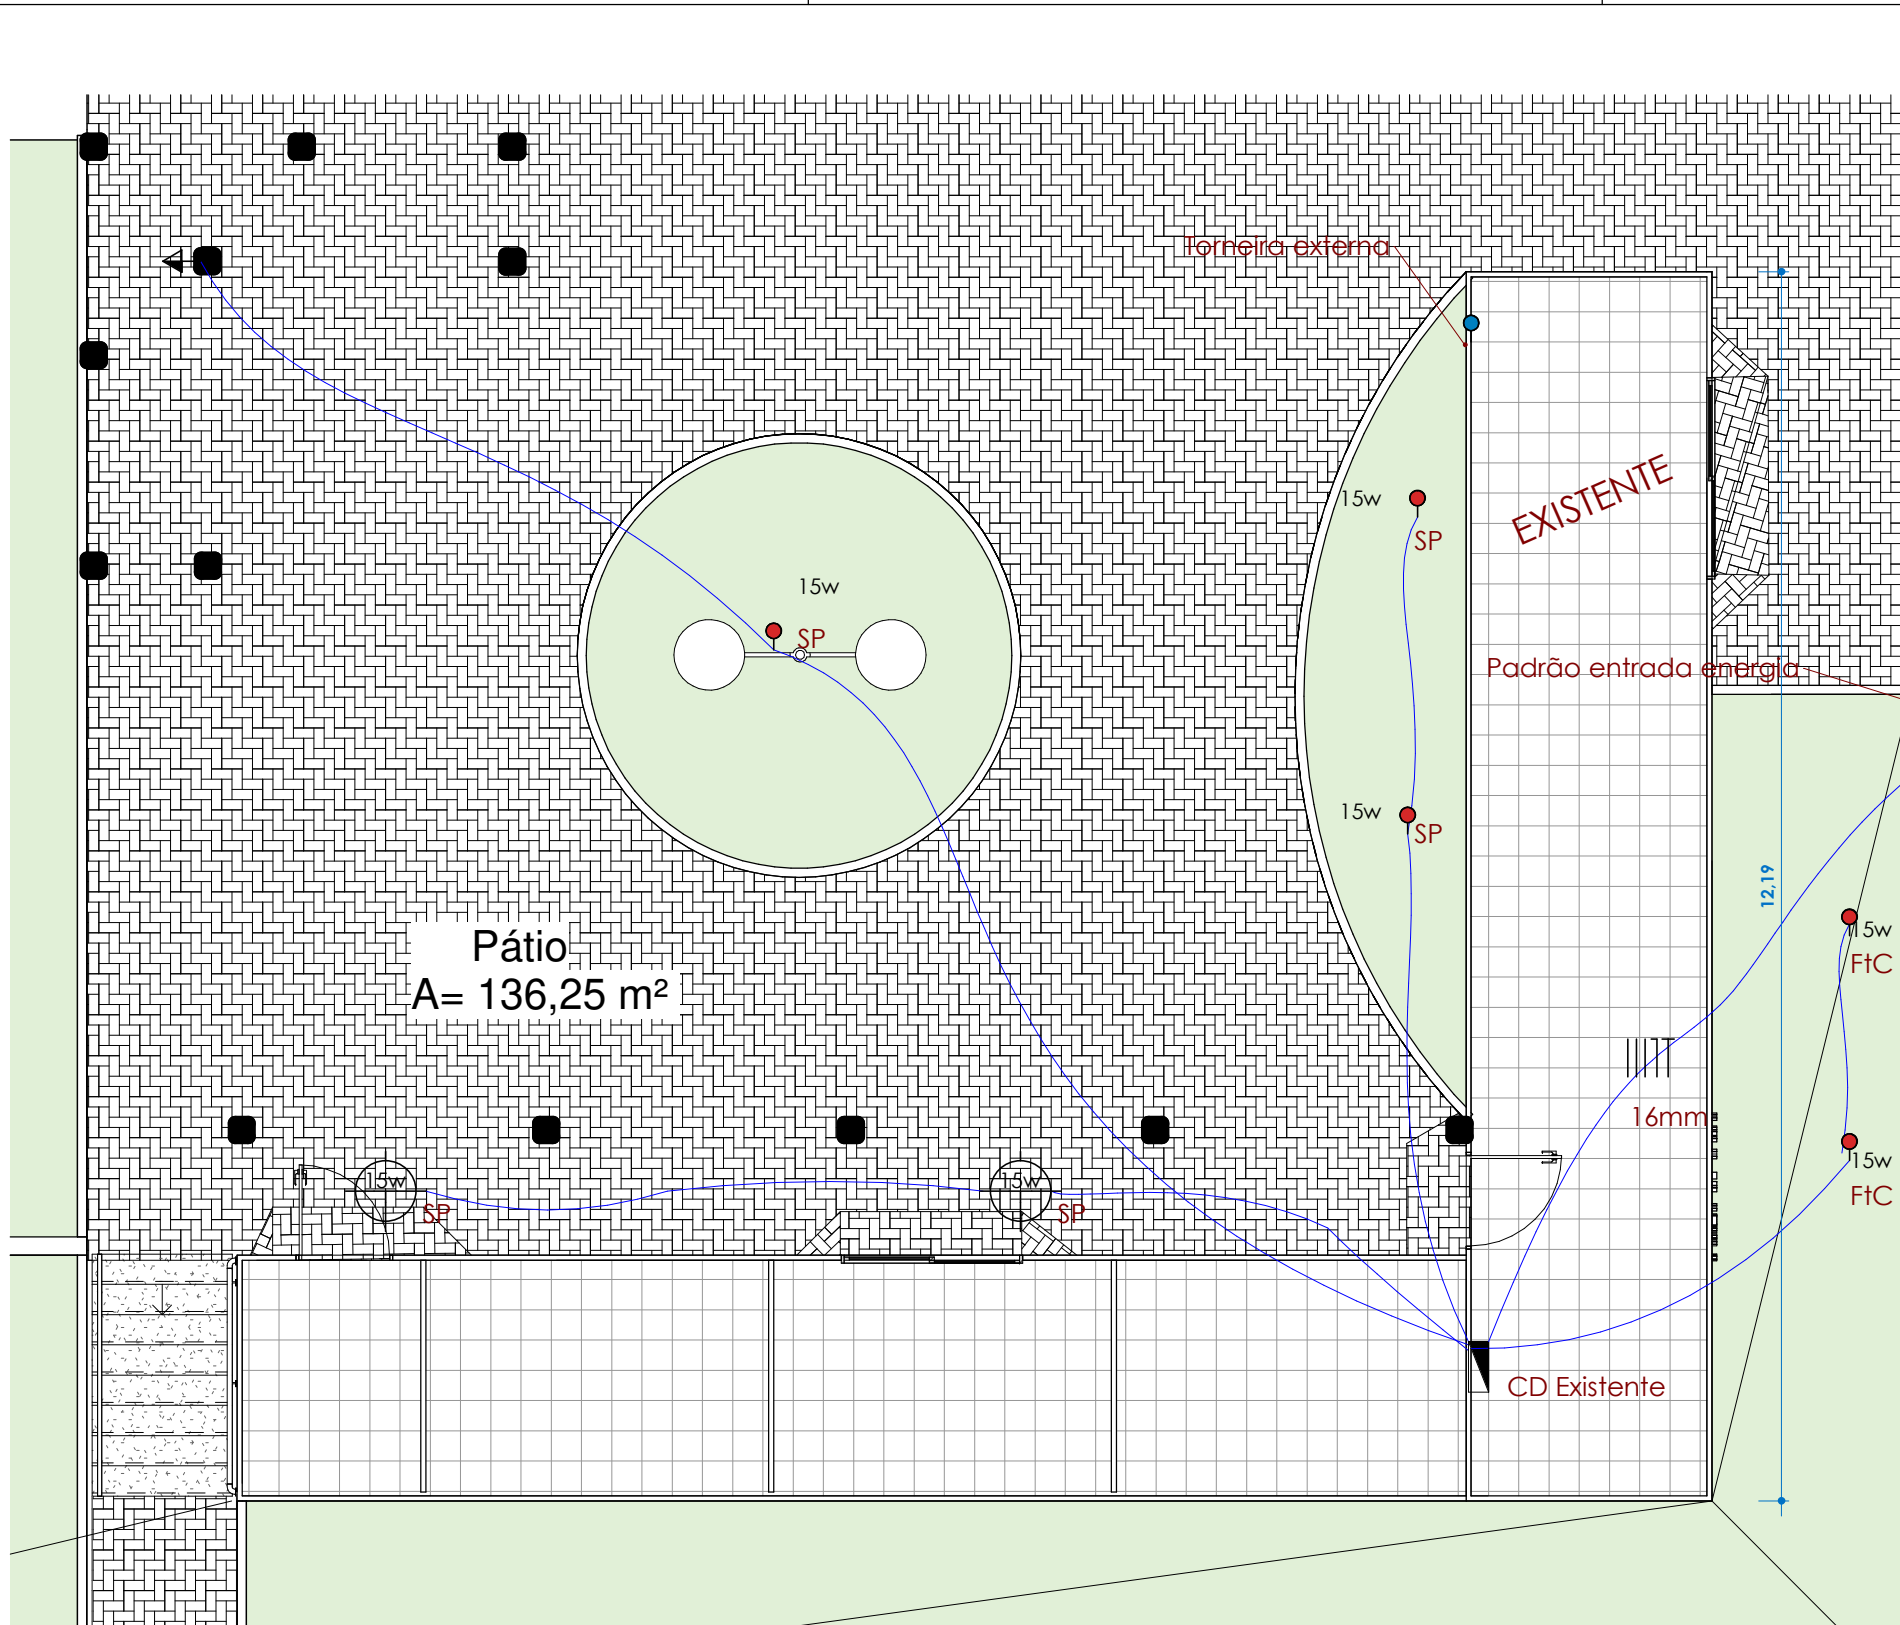 Torneira externa
EXISTENTE
15w
SP
15w
SP
Padrão entrada energia
15w
SP
12,19
15w
FtC
Pátio
A= 136,25 m²
16mm
15w
FtC
15w
SP
15w
SP
CD Existente